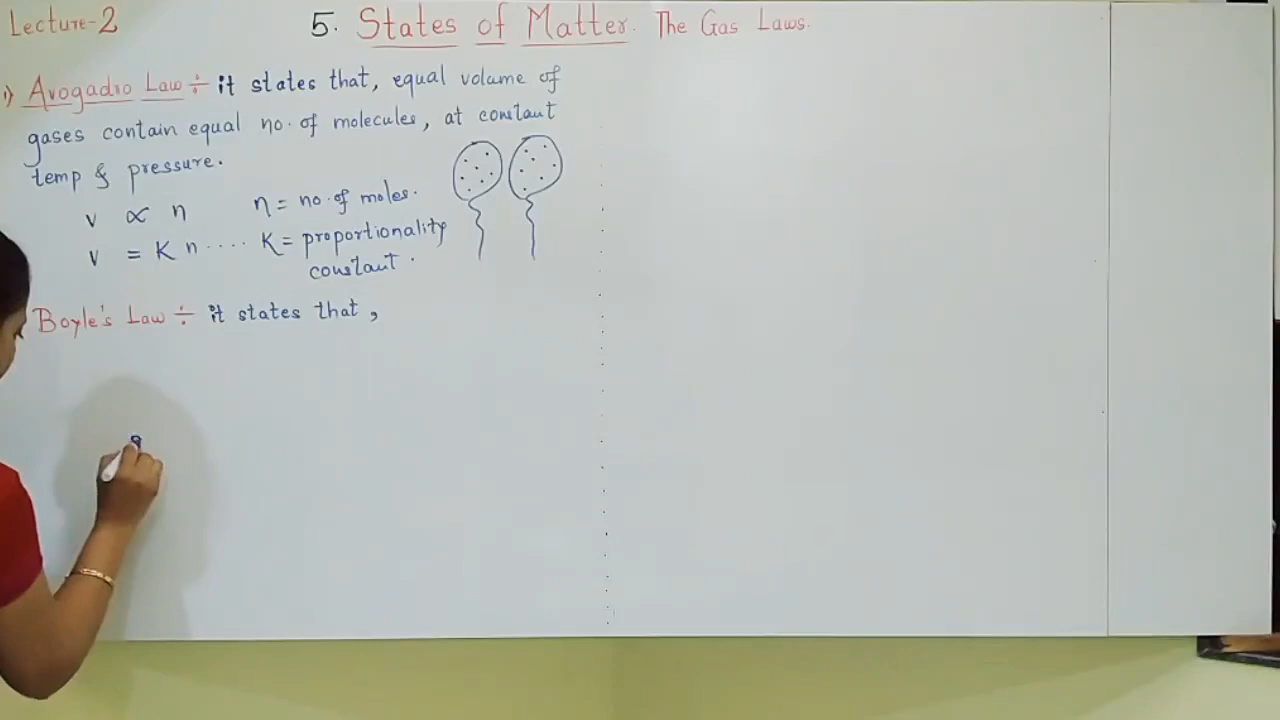 Lecture-2
5. States of Matter. The Gas Laws.
1) Avogadro Law ÷ it states that, equal volume of
gases contain equal no. of molecules, at constant
temp & pressure.
v ∝ n n = no. of moles.
v = K n .... K = proportionality
constant.
Boyle's Law ÷ it states that,